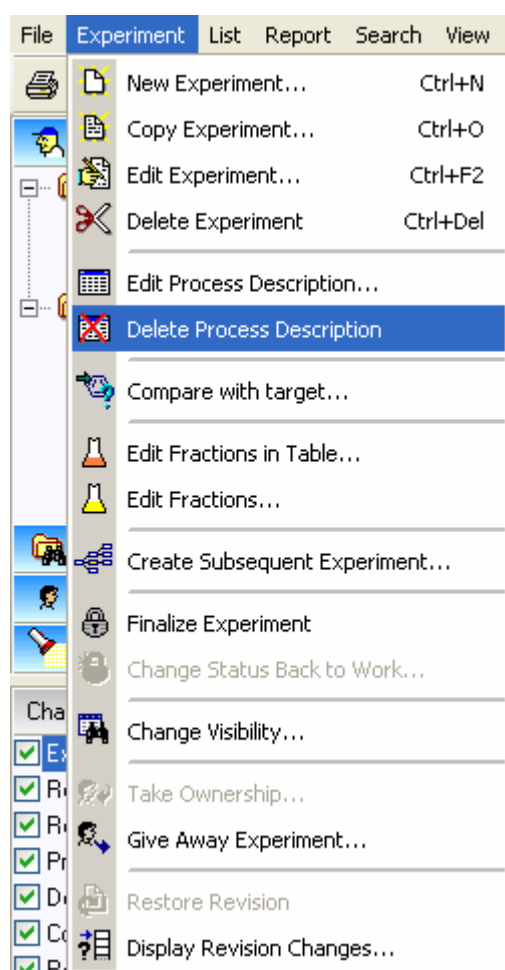 File Experiment List Report Search View
New Experiment... Ctrl+N
Copy Experiment... Ctrl+O
Edit Experiment... Ctrl+F2
Delete Experiment Ctrl+Del
Edit Process Description...
Delete Process Description
Compare with target...
Edit Fractions in Table...
Edit Fractions...
Create Subsequent Experiment...
Finalize Experiment
Change Status Back to Work...
Cha
Change Visibility...
Take Ownership...
Give Away Experiment...
Restore Revision
Display Revision Changes...